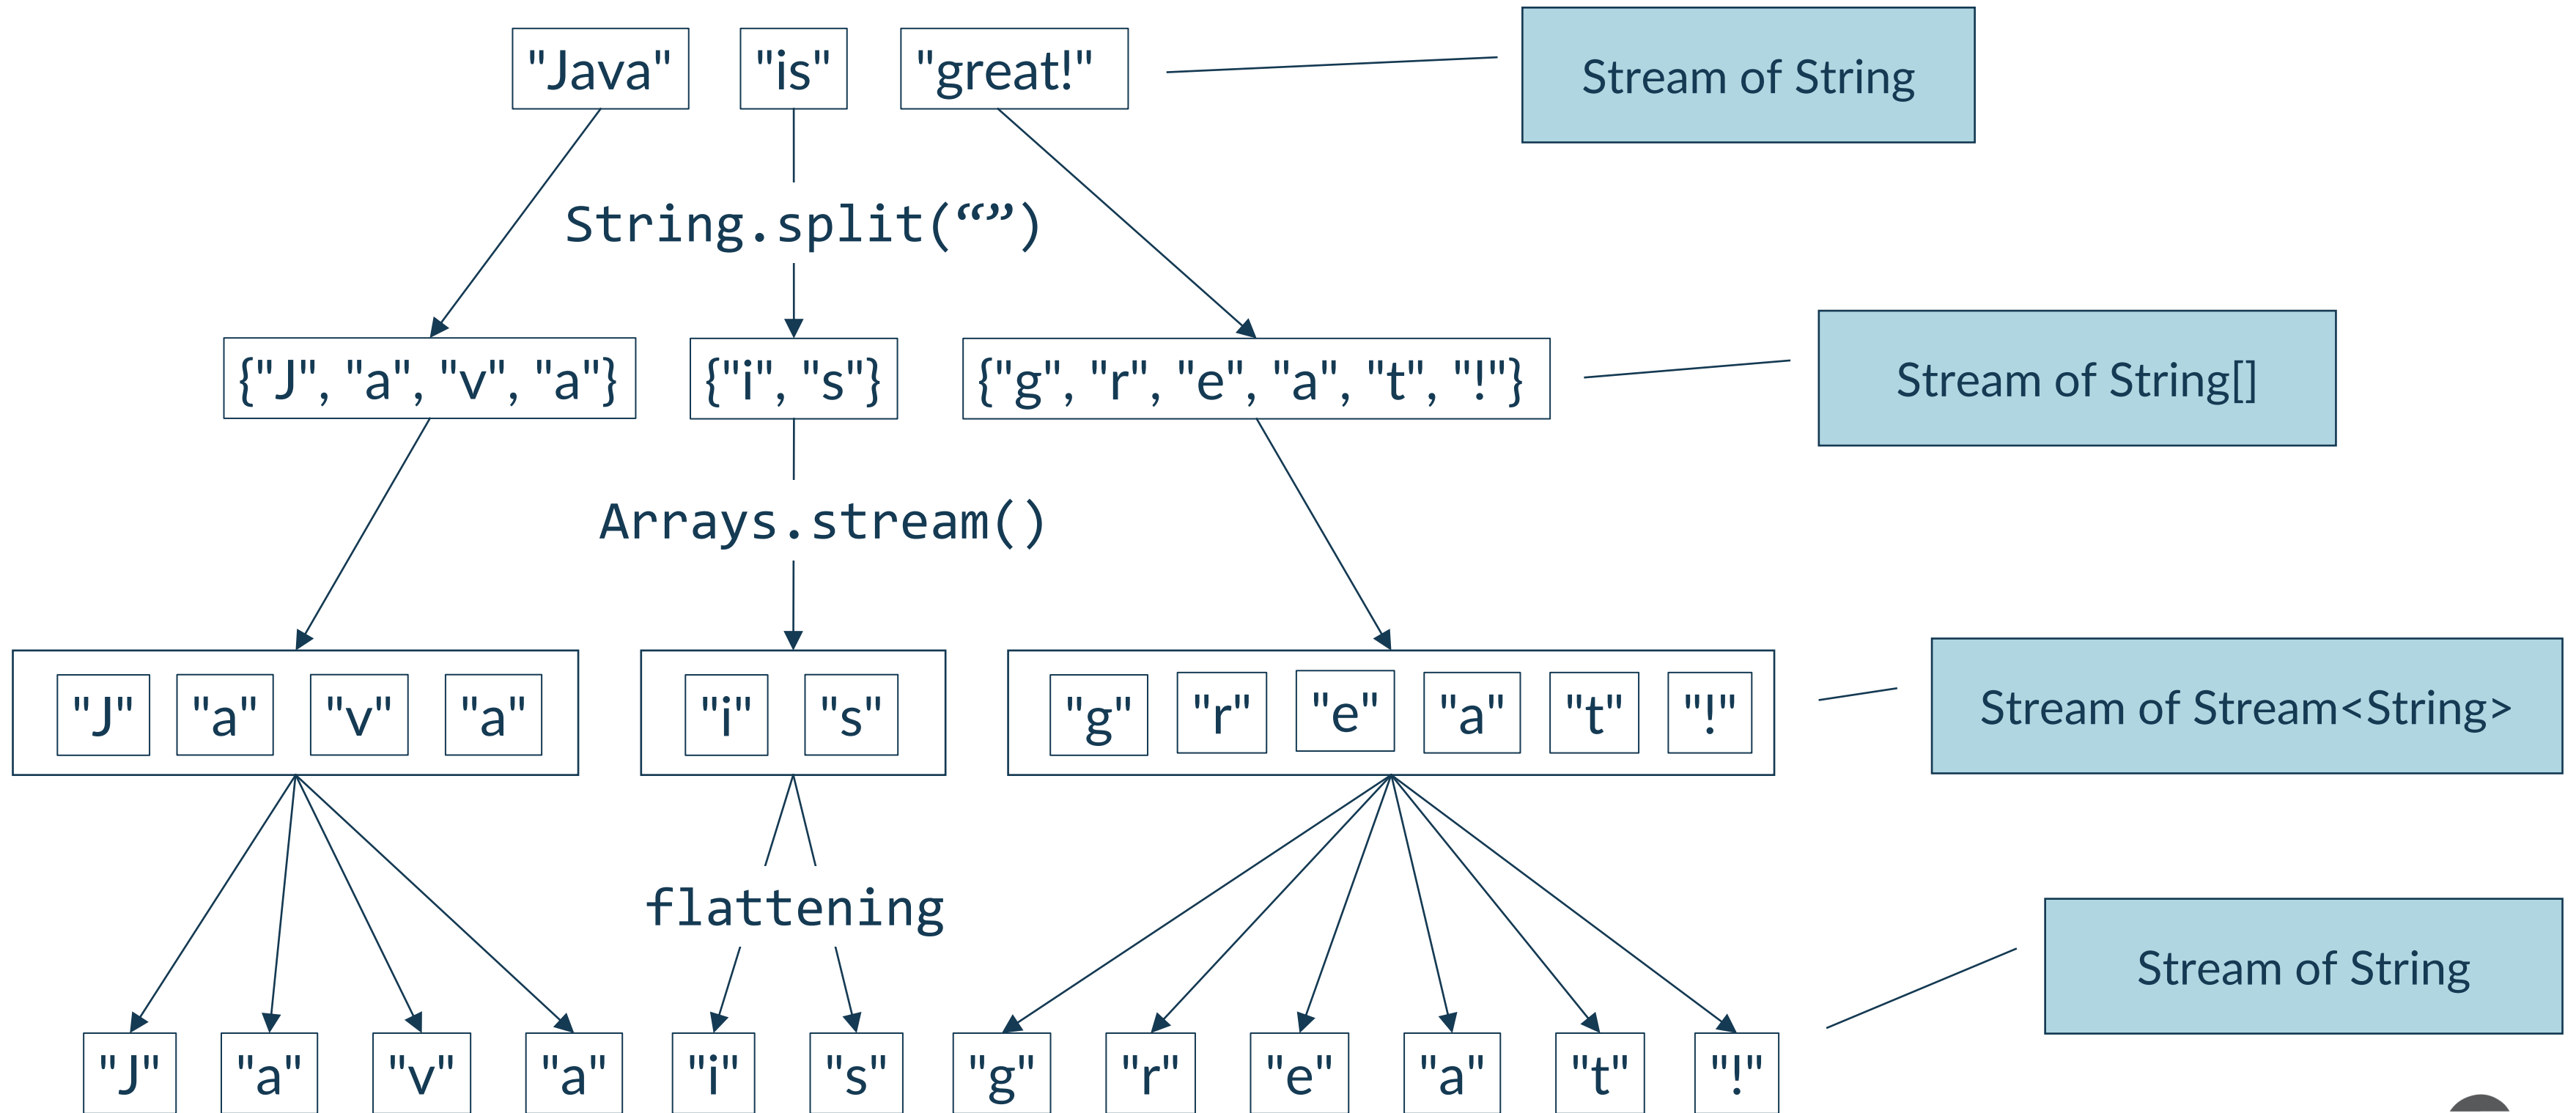 "Java" "is" "great!" Stream of String
String.split(“”)
{"J", "a", "v", "a"} {"i", "s"} {"g", "r", "e", "a", "t", "!"} Stream of String[]
Arrays.stream()
"J" "a" "v" "a" "i" "s" "g" "r" "e" "a" "t" "!" Stream of Stream<String>
flattening
Stream of String
"J" "a" "v" "a" "i" "s" "g" "r" "e" "a" "t" "!"